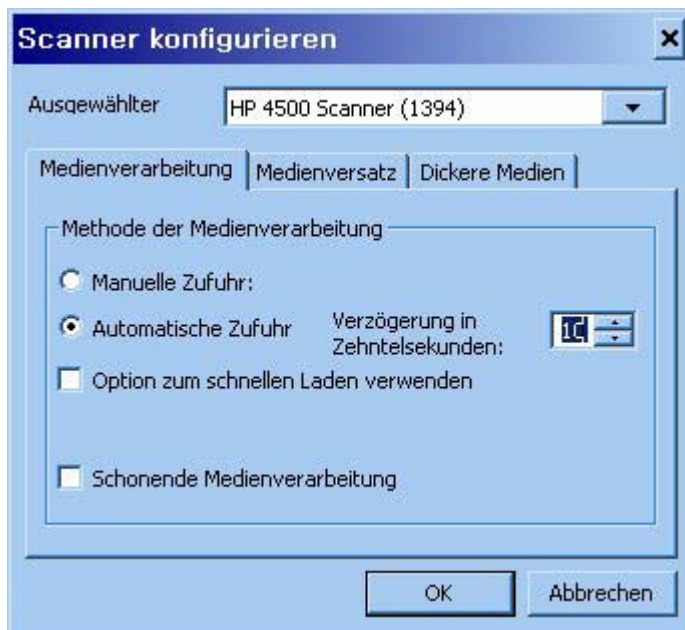 Scanner konfigurieren
Ausgewählter HP 4500 Scanner (1394)
Medienverarbeitung Medienversatz Dickere Medien
Methode der Medienverarbeitung
Manuelle Zufuhr:
Automatische Zufuhr Verzögerung in
Zehntelsekunden: 10
Option zum schnellen Laden verwenden
Schonende Medienverarbeitung
OK Abbrechen